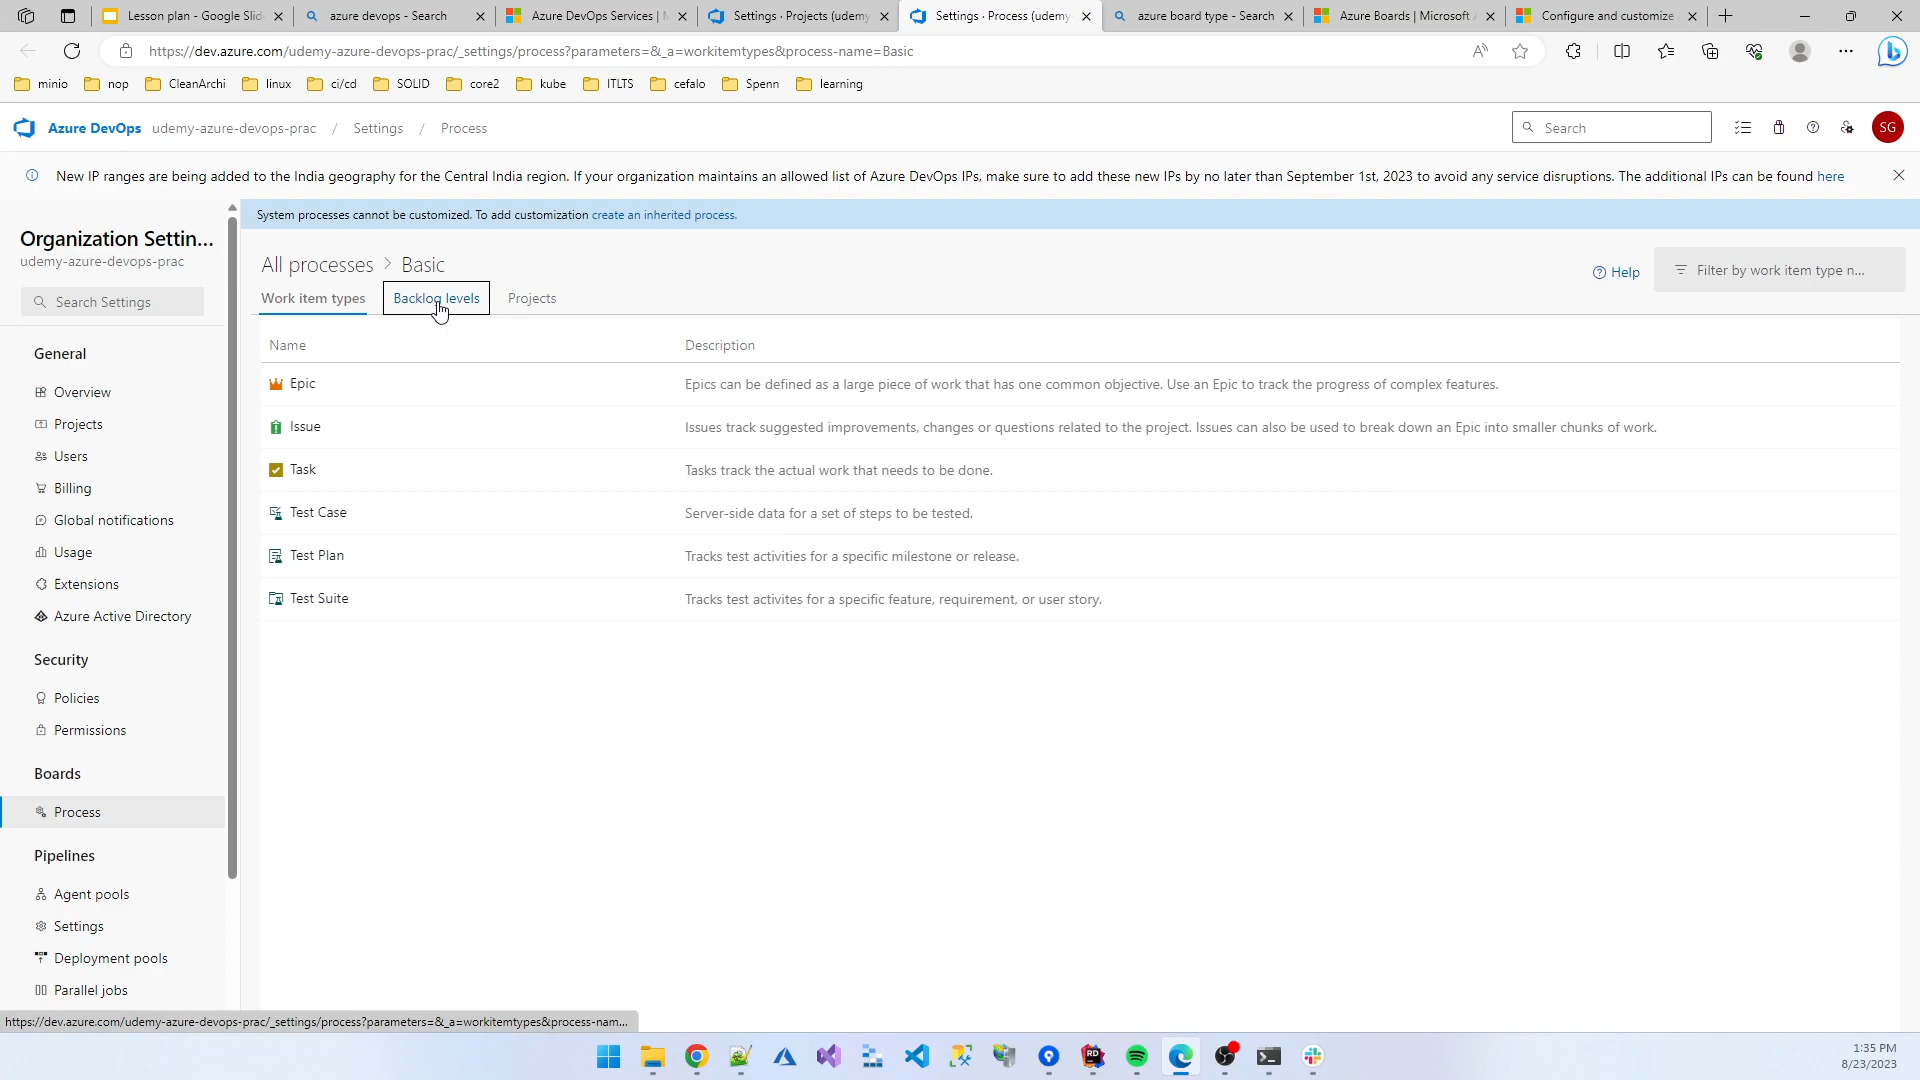 Lesson plan - Google Slid
azure devops - Search
Azure DevOps Services | M
Settings · Projects (udemy
Settings · Process (udemy-
azure board type - Search
Azure Boards | Microsoft A
Configure and customize
https://dev.azure.com/udemy-azure-devops-prac/_settings/process?parameters=&_a=workitemtypes&process-name=Basic
minio
nop
CleanArchi
linux
ci/cd
SOLID
core2
kube
ITLTS
cefalo
Spenn
learning
Azure DevOps
udemy-azure-devops-prac / Settings / Process
Search
SG
New IP ranges are being added to the India geography for the Central India region. If your organization maintains an allowed list of Azure DevOps IPs, make sure to add these new IPs by no later than September 1st, 2023 to avoid any service disruptions. The additional IPs can be found here
System processes cannot be customized. To add customization create an inherited process.
Organization Settin...
udemy-azure-devops-prac
Search Settings
General
Overview
Projects
Users
Billing
Global notifications
Usage
Extensions
Azure Active Directory
Security
Policies
Permissions
Boards
Process
Pipelines
Agent pools
Settings
Deployment pools
Parallel jobs
All processes > Basic
Help
Filter by work item type n...
Work item types
Backlog levels
Projects
Name Description
Epic Epics can be defined as a large piece of work that has one common objective. Use an Epic to track the progress of complex features.
Issue Issues track suggested improvements, changes or questions related to the project. Issues can also be used to break down an Epic into smaller chunks of work.
Task Tasks track the actual work that needs to be done.
Test Case Server-side data for a set of steps to be tested.
Test Plan Tracks test activities for a specific milestone or release.
Test Suite Tracks test activites for a specific feature, requirement, or user story.
https://dev.azure.com/udemy-azure-devops-prac/_settings/process?parameters=&_a=workitemtypes&process-nam...
RD
1:35 PM
8/23/2023